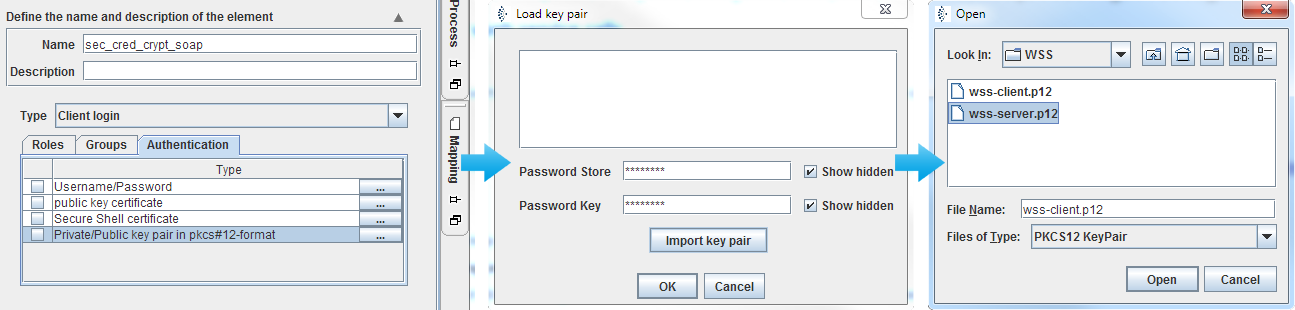 Define the name and description of the element
Name sec_cred_crypt_soap
Description
Type Client login
Roles Groups Authentication
Type
Username/Password ...
public key certificate ...
Secure Shell certificate ...
Private/Public key pair in pkcs#12-format ...
Process
Mapping
Load key pair
Password Store ******** Show hidden
Password Key ******** Show hidden
Import key pair
OK Cancel
Open
Look In: WSS
wss-client.p12
wss-server.p12
File Name: wss-client.p12
Files of Type: PKCS12 KeyPair
Open Cancel